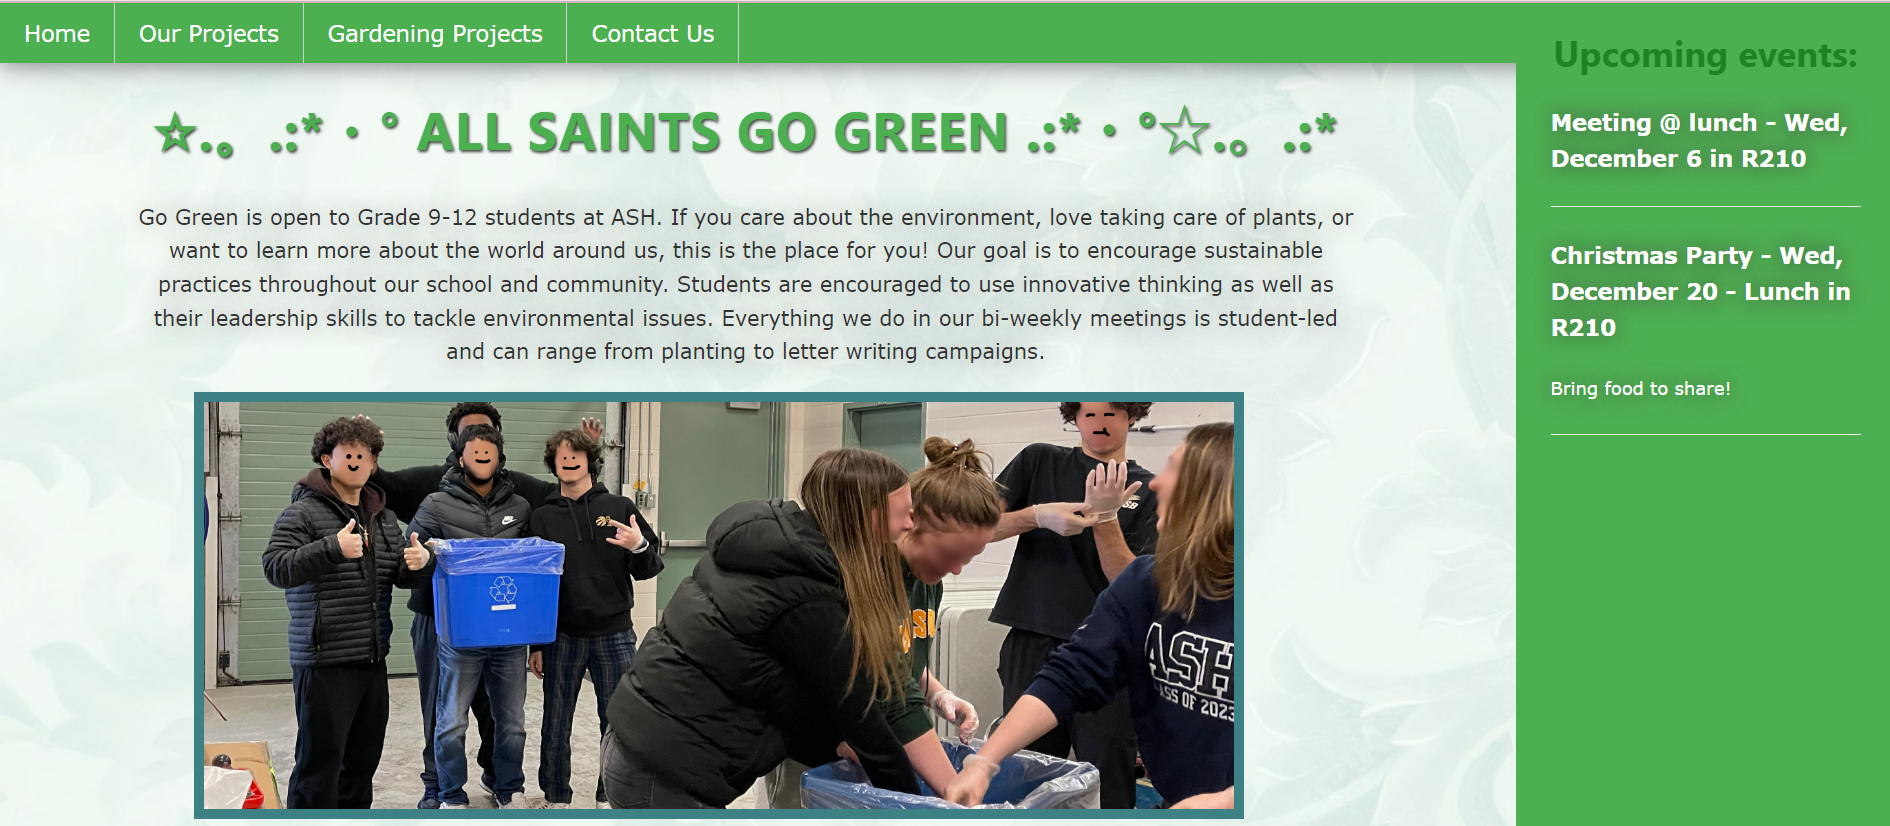 Home
Our Projects
Gardening Projects
Contact Us
☆.。.:*・° ALL SAINTS GO GREEN .:*・°☆.。.:*
Go Green is open to Grade 9-12 students at ASH. If you care about the environment, love taking care of plants, or
want to learn more about the world around us, this is the place for you! Our goal is to encourage sustainable
practices throughout our school and community. Students are encouraged to use innovative thinking as well as
their leadership skills to tackle environmental issues. Everything we do in our bi-weekly meetings is student-led
and can range from planting to letter writing campaigns.
ASH
CLASS OF 2023
Upcoming events:
Meeting @ lunch - Wed,
December 6 in R210
Christmas Party - Wed,
December 20 - Lunch in
R210
Bring food to share!